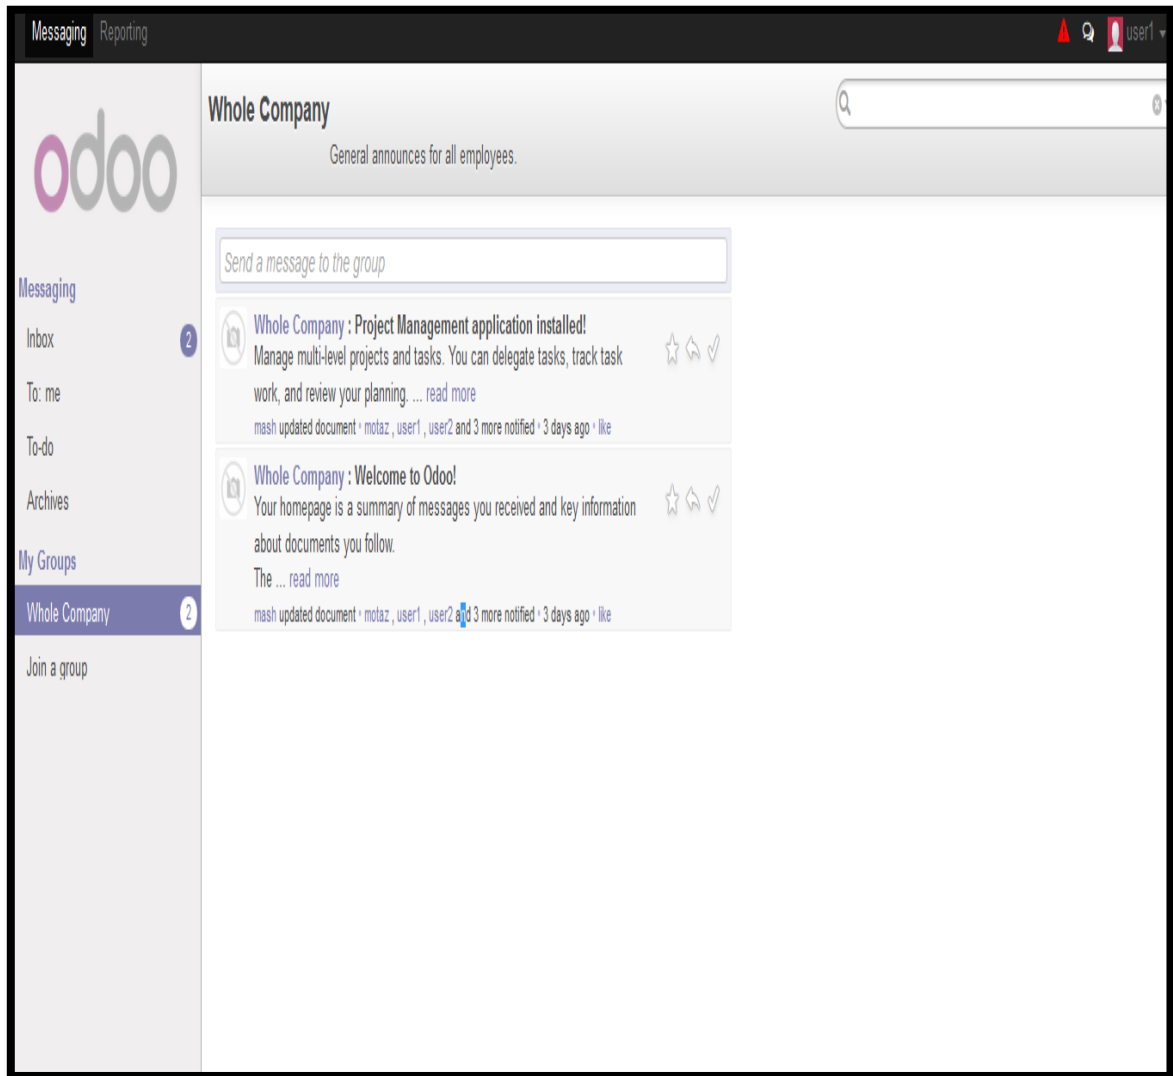 Messaging Reporting
user1
odoo
Whole Company
General announces for all employees.
Messaging
Inbox 2
To: me
To-do
Archives
My Groups
Whole Company 2
Join a group
Send a message to the group
Whole Company : Project Management application installed!
Manage multi-level projects and tasks. You can delegate tasks, track task
work, and review your planning. ... read more
mash updated document • motaz , user1 , user2 and 3 more notified • 3 days ago • like
Whole Company : Welcome to Odoo!
Your homepage is a summary of messages you received and key information
about documents you follow.
The ... read more
mash updated document • motaz , user1 , user2 and 3 more notified • 3 days ago • like